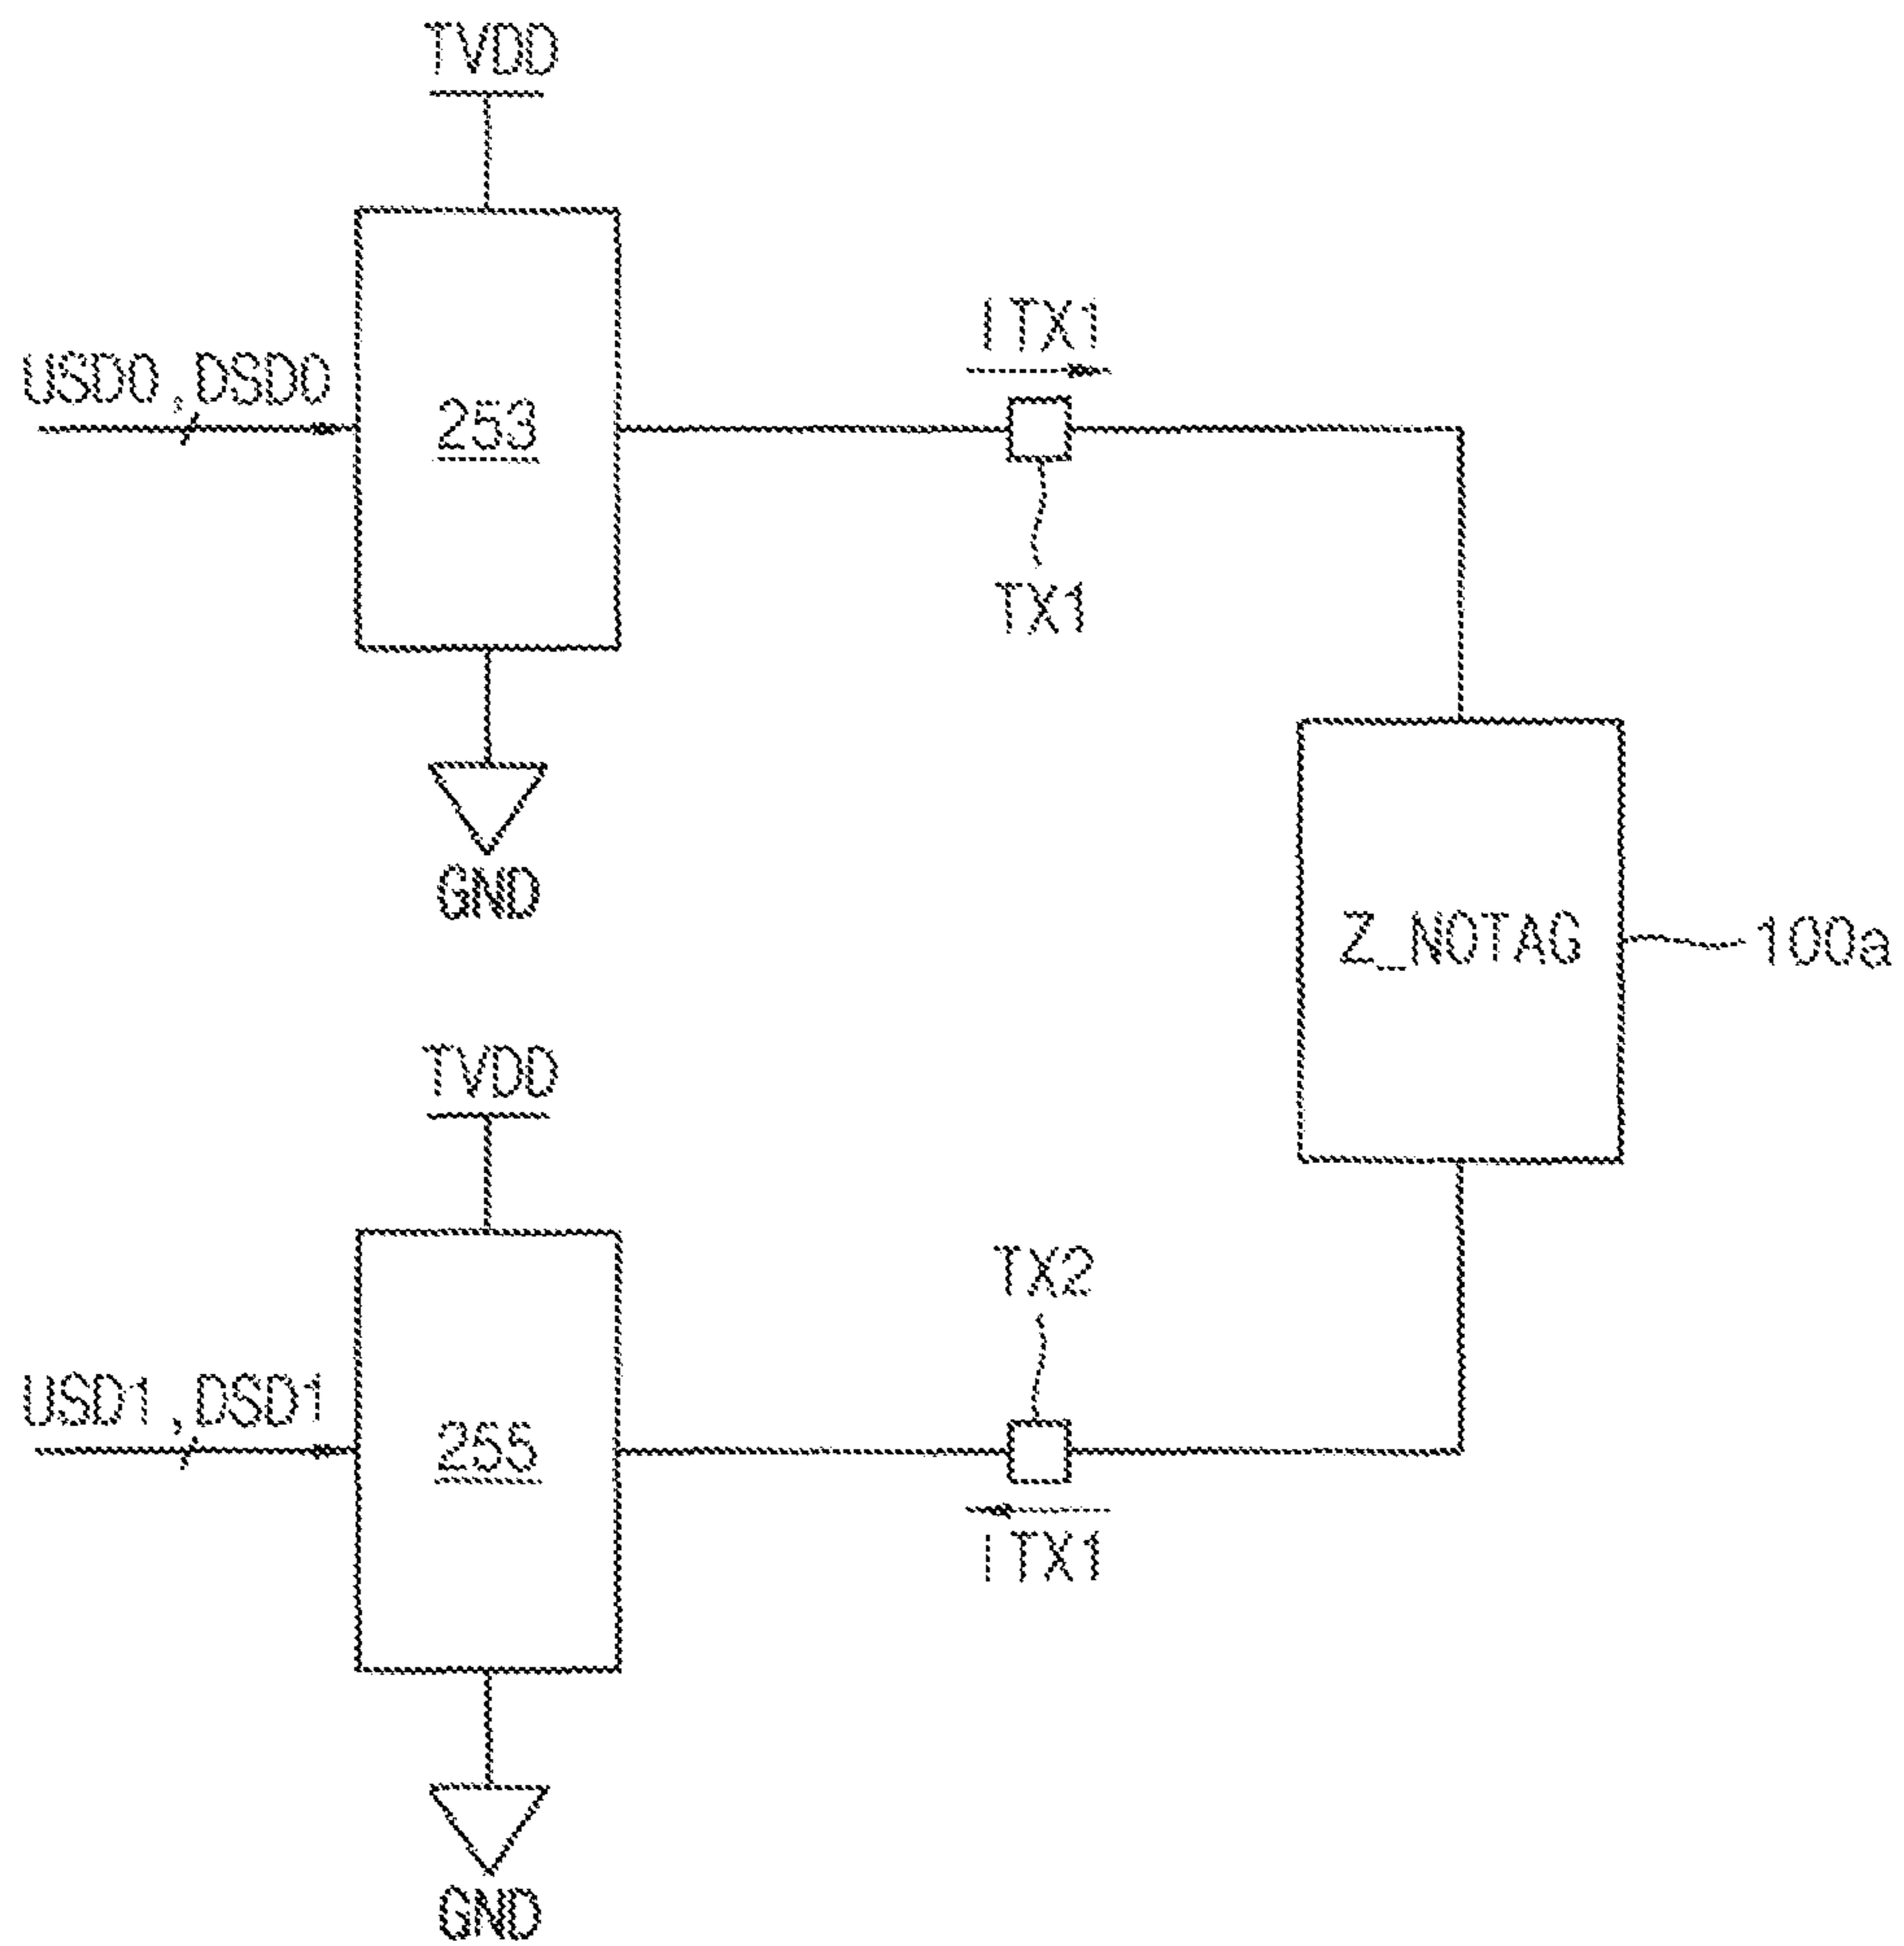 TVDD
USD0,DSD0
253
ITX1
TX1
GND
Z_NOTAG
100a
TVDD
TX2
USD1,DSD1
255
ITX1
GND